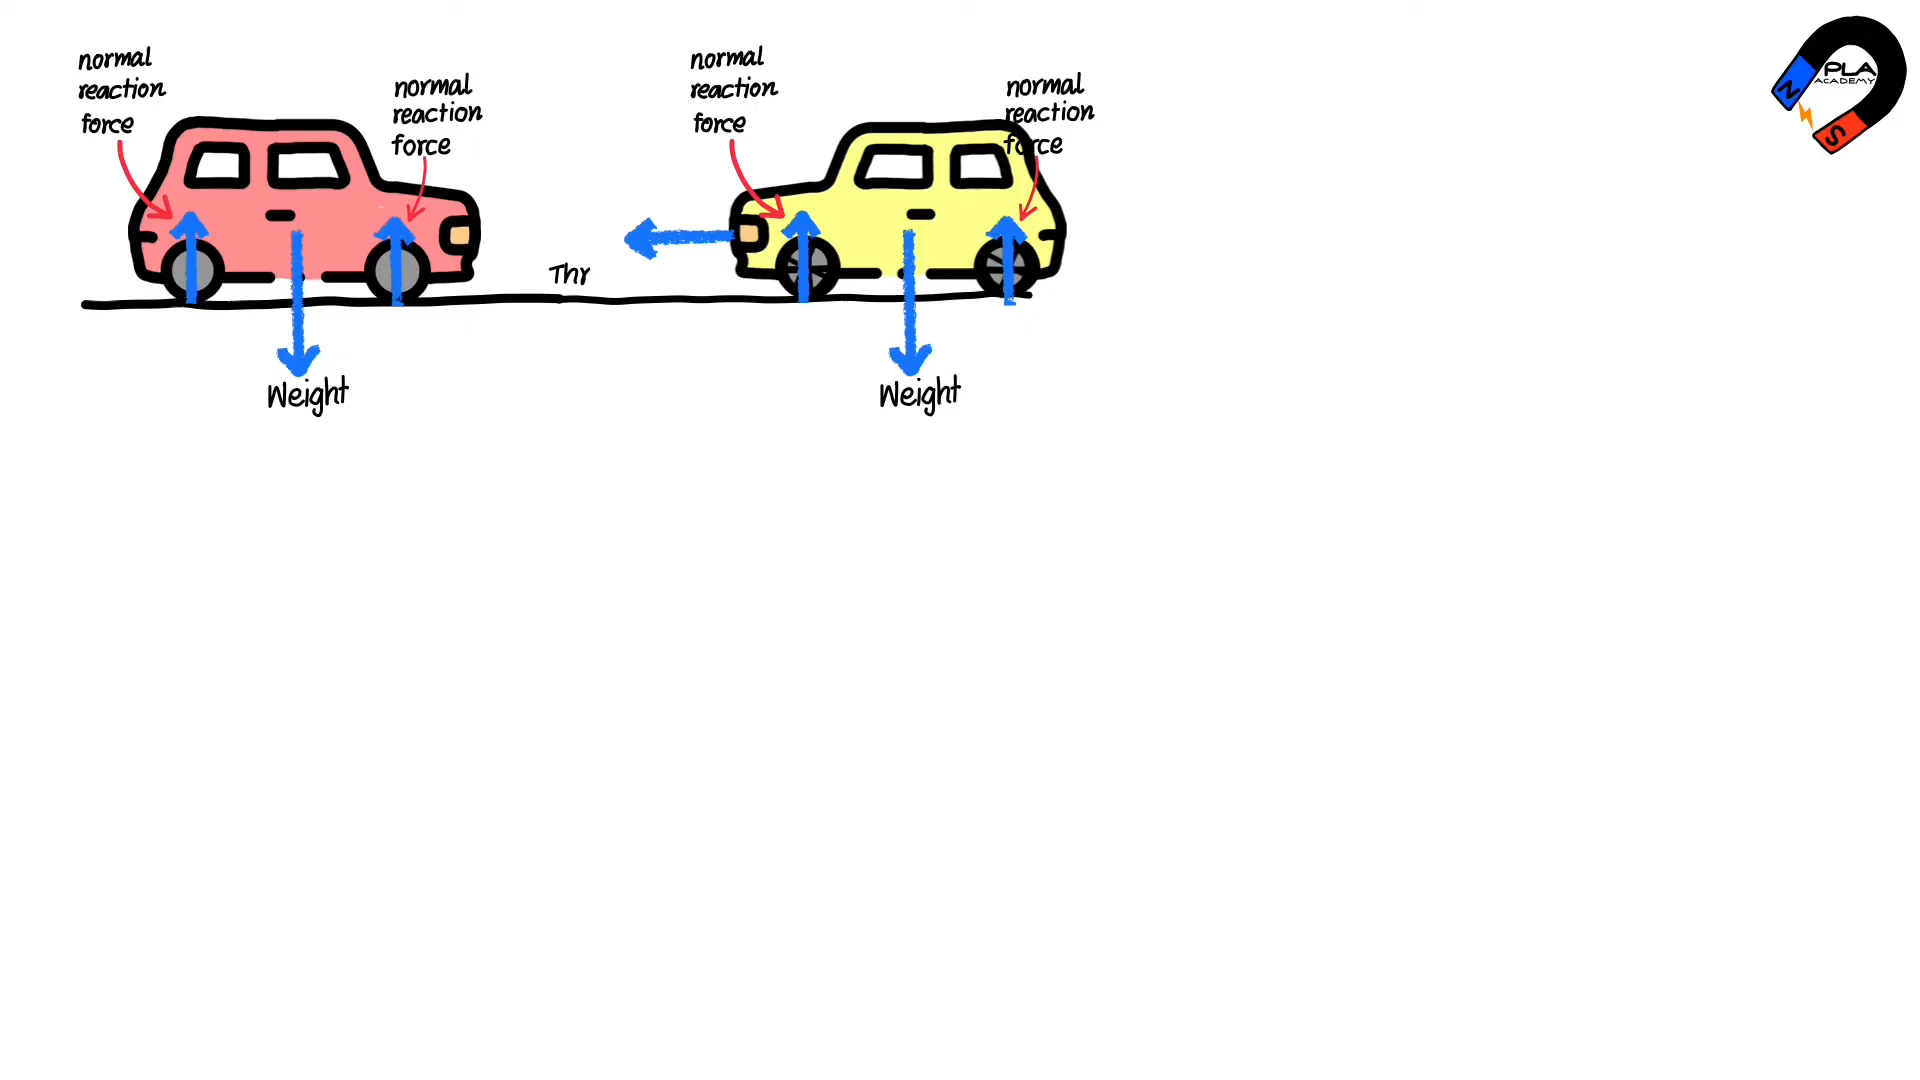 normal
reaction
force
normal
reaction
force
normal
reaction
force
normal
reaction
force
Thr
Weight
Weight
PLA
ACADEMY
N
S